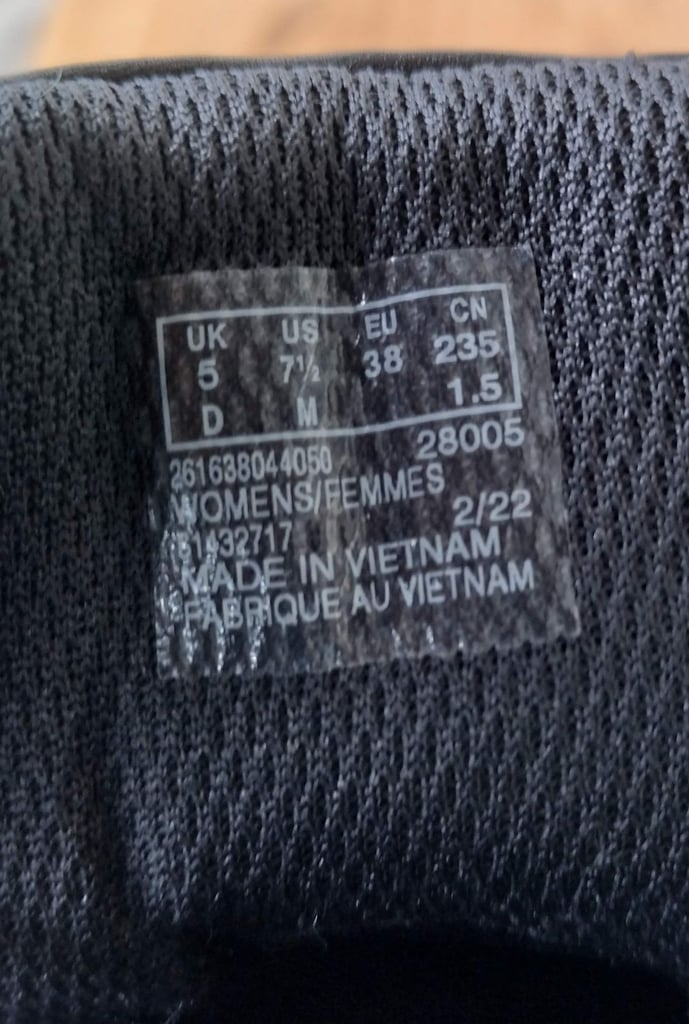 UK US EU CN
5 7½ 38 235
D M 1.5
261638044050 28005
WOMENS/FEMMES
2/22
MADE IN VIETNAM
FABRIQUE AU VIETNAM